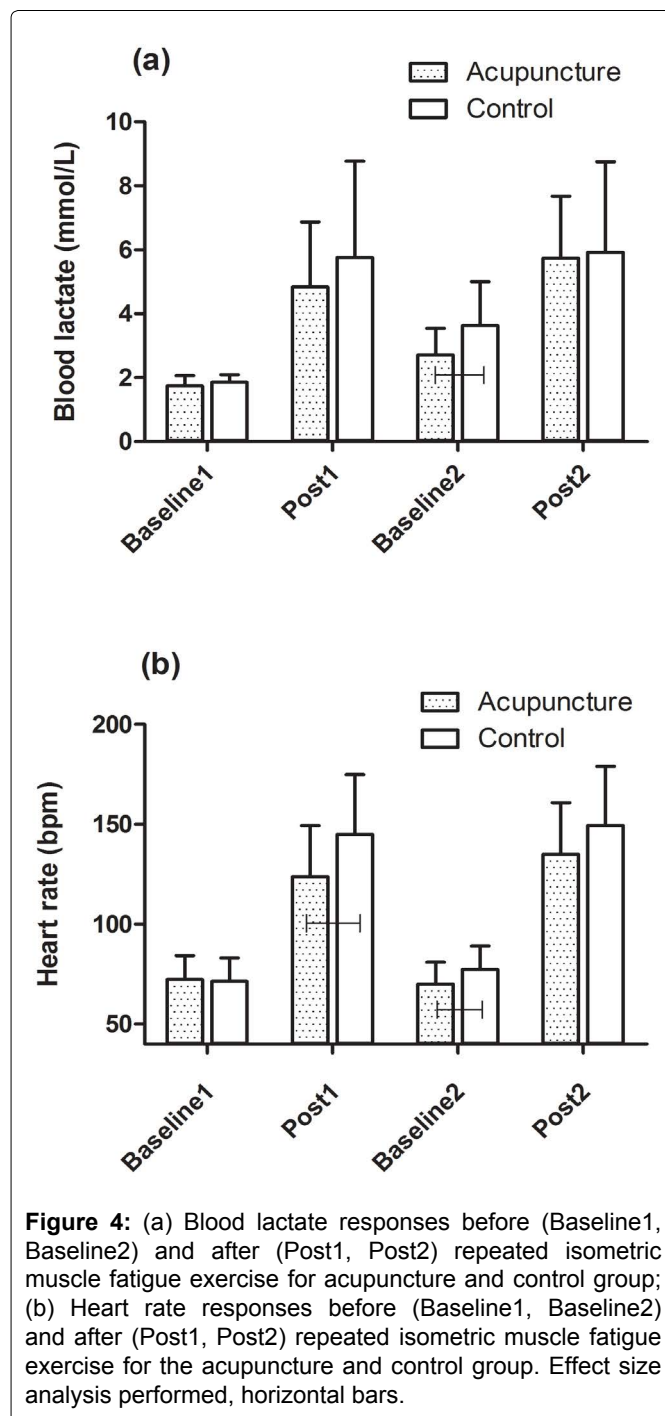 (a)
Acupuncture
Control
Blood lactate (mmol/L)
10
8
6
4
2
0
Baseline1
Post1
Baseline2
Post2
(b)
Acupuncture
Control
Heart rate (bpm)
200
150
100
50
Baseline1
Post1
Baseline2
Post2
Figure 4: (a) Blood lactate responses before (Baseline1,
Baseline2) and after (Post1, Post2) repeated isometric
muscle fatigue exercise for acupuncture and control group;
(b) Heart rate responses before (Baseline1, Baseline2)
and after (Post1, Post2) repeated isometric muscle fatigue
exercise for the acupuncture and control group. Effect size
analysis performed, horizontal bars.